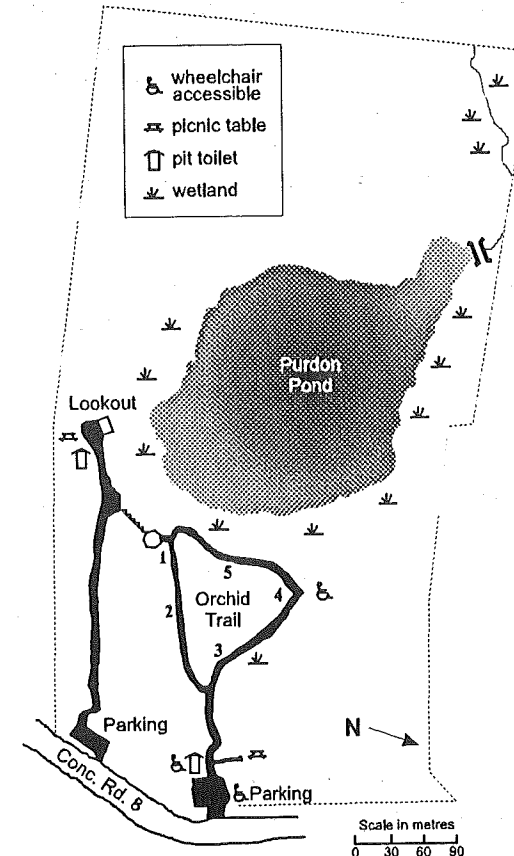 wheelchair
accessible
picnic table
pit toilet
wetland
Purdon
Pond
Lookout
1
5
4
2
Orchid
Trail
3
Parking
N
Conc. Rd. 8
Parking
Scale in metres
0 30 60 90